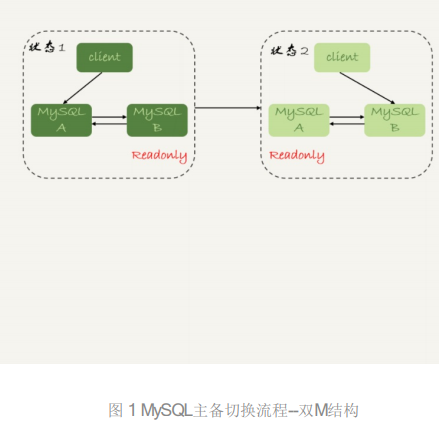 状态1
client
MySQL
A
MySQL
B
Readonly
状态2
client
MySQL
A
MySQL
B
Readonly
图 1 MySQL主备切换流程--双M结构